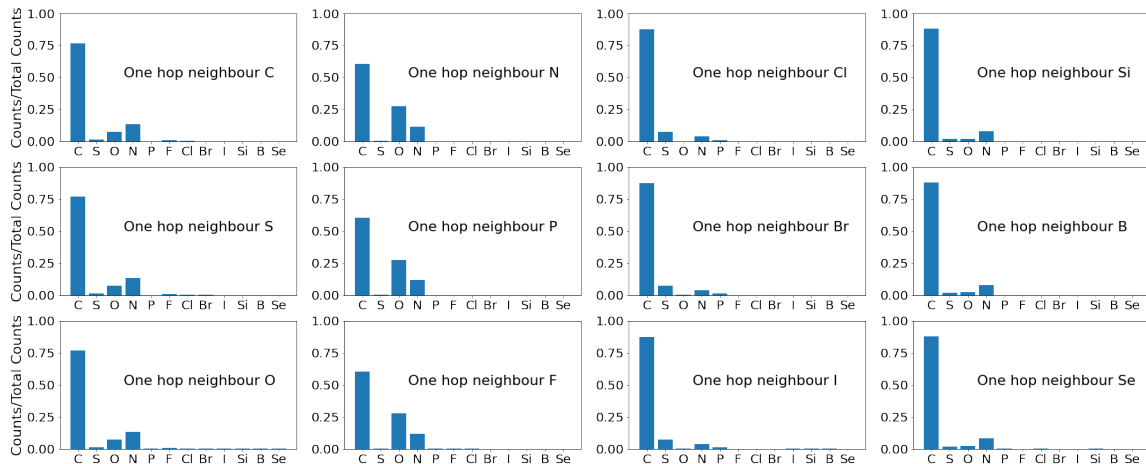 1.00 1.00 1.00 1.00
Counts/Total Counts
0.75 0.75 0.75 0.75
One hop neighbour C One hop neighbour N One hop neighbour Cl One hop neighbour Si
0.50 0.50 0.50 0.50
0.25 0.25 0.25 0.25
0.00 0.00 0.00 0.00
C S O N P F Cl Br I Si B Se C S O N P F Cl Br I Si B Se C S O N P F Cl Br I Si B Se C S O N P F Cl Br I Si B Se
1.00 1.00 1.00 1.00
Counts/Total Counts
0.75 0.75 0.75 0.75
One hop neighbour S One hop neighbour P One hop neighbour Br One hop neighbour B
0.50 0.50 0.50 0.50
0.25 0.25 0.25 0.25
0.00 0.00 0.00 0.00
C S O N P F Cl Br I Si B Se C S O N P F Cl Br I Si B Se C S O N P F Cl Br I Si B Se C S O N P F Cl Br I Si B Se
1.00 1.00 1.00 1.00
Counts/Total Counts
0.75 0.75 0.75 0.75
One hop neighbour O One hop neighbour F One hop neighbour I One hop neighbour Se
0.50 0.50 0.50 0.50
0.25 0.25 0.25 0.25
0.00 0.00 0.00 0.00
C S O N P F Cl Br I Si B Se C S O N P F Cl Br I Si B Se C S O N P F Cl Br I Si B Se C S O N P F Cl Br I Si B Se